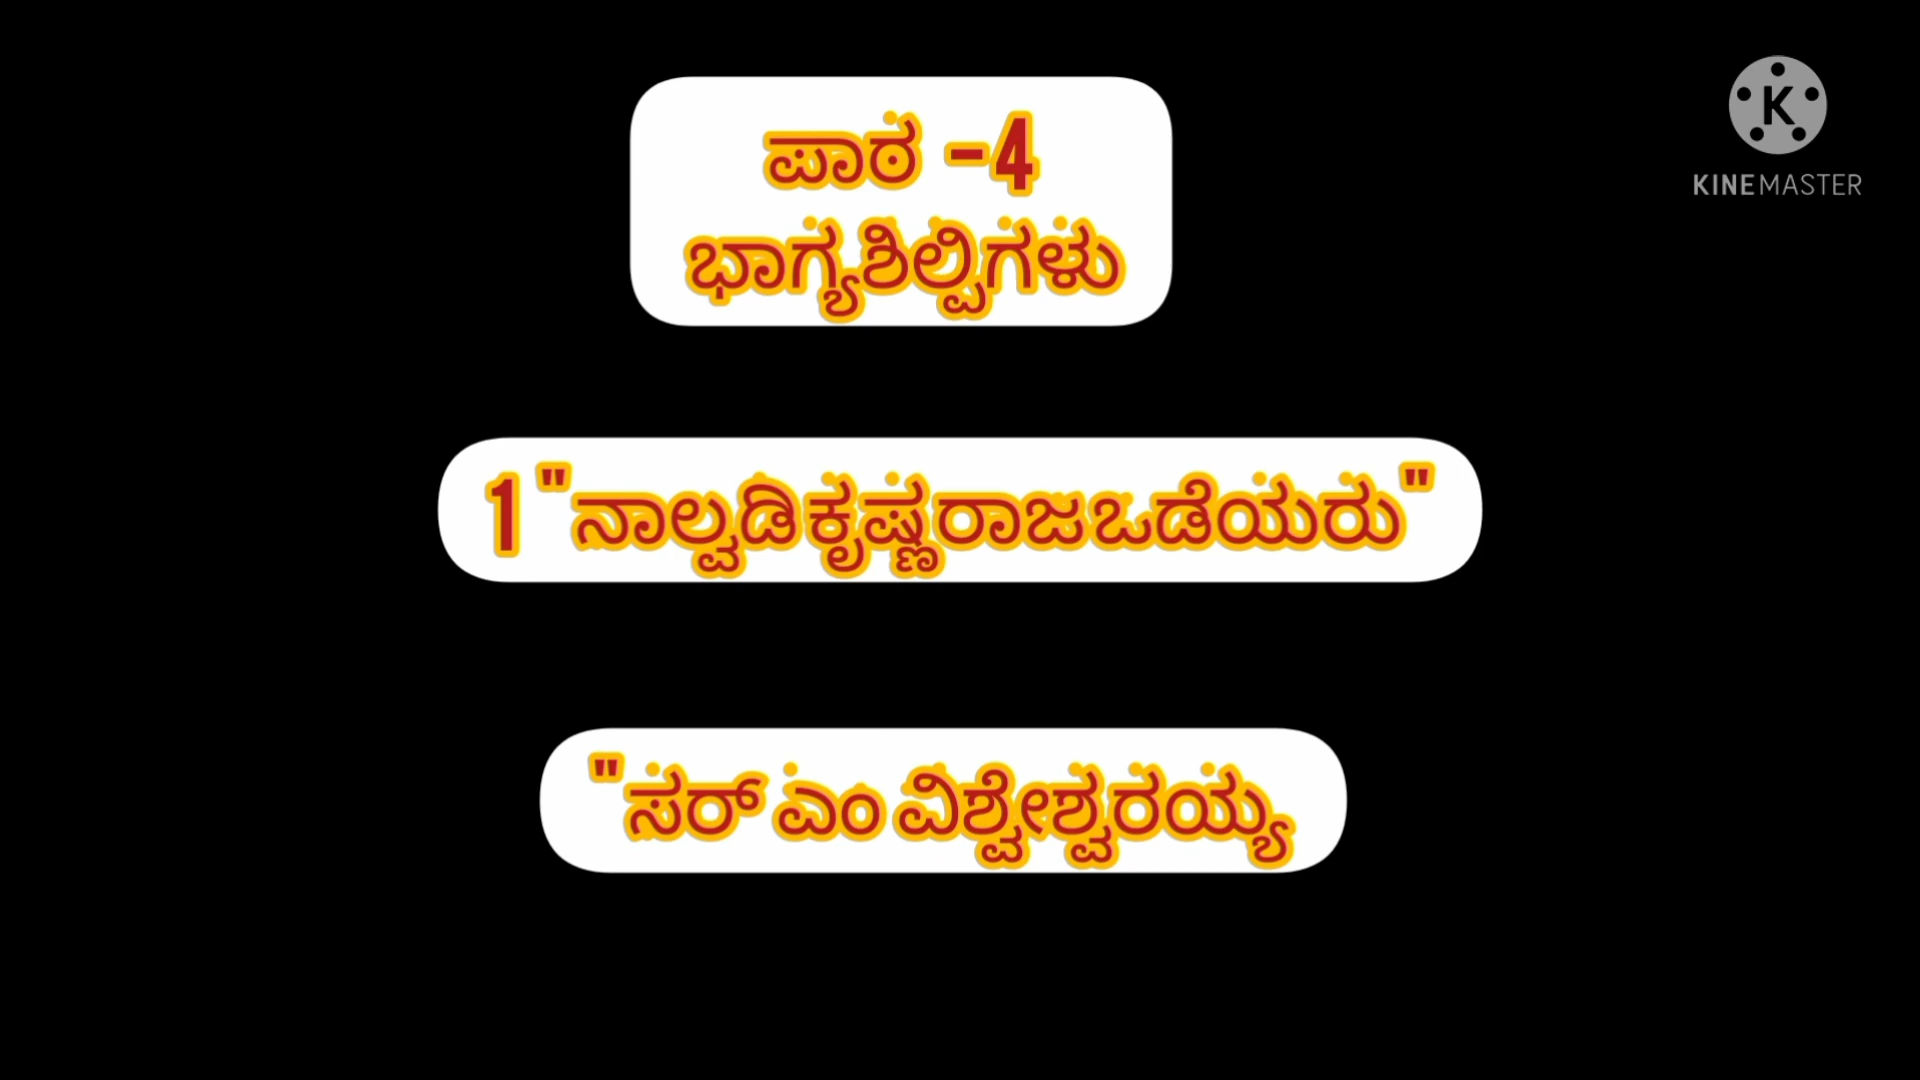 ಪಾಠ -4
ಭಾಗ್ಯಶಿಲ್ಪಿಗಳು
1 "ನಾಲ್ವಡಿಕೃಷ್ಣರಾಜಒಡೆಯರು"
"ಸರ್ ಎಂ ವಿಶ್ವೇಶ್ವರಯ್ಯ
K
KINEMASTER